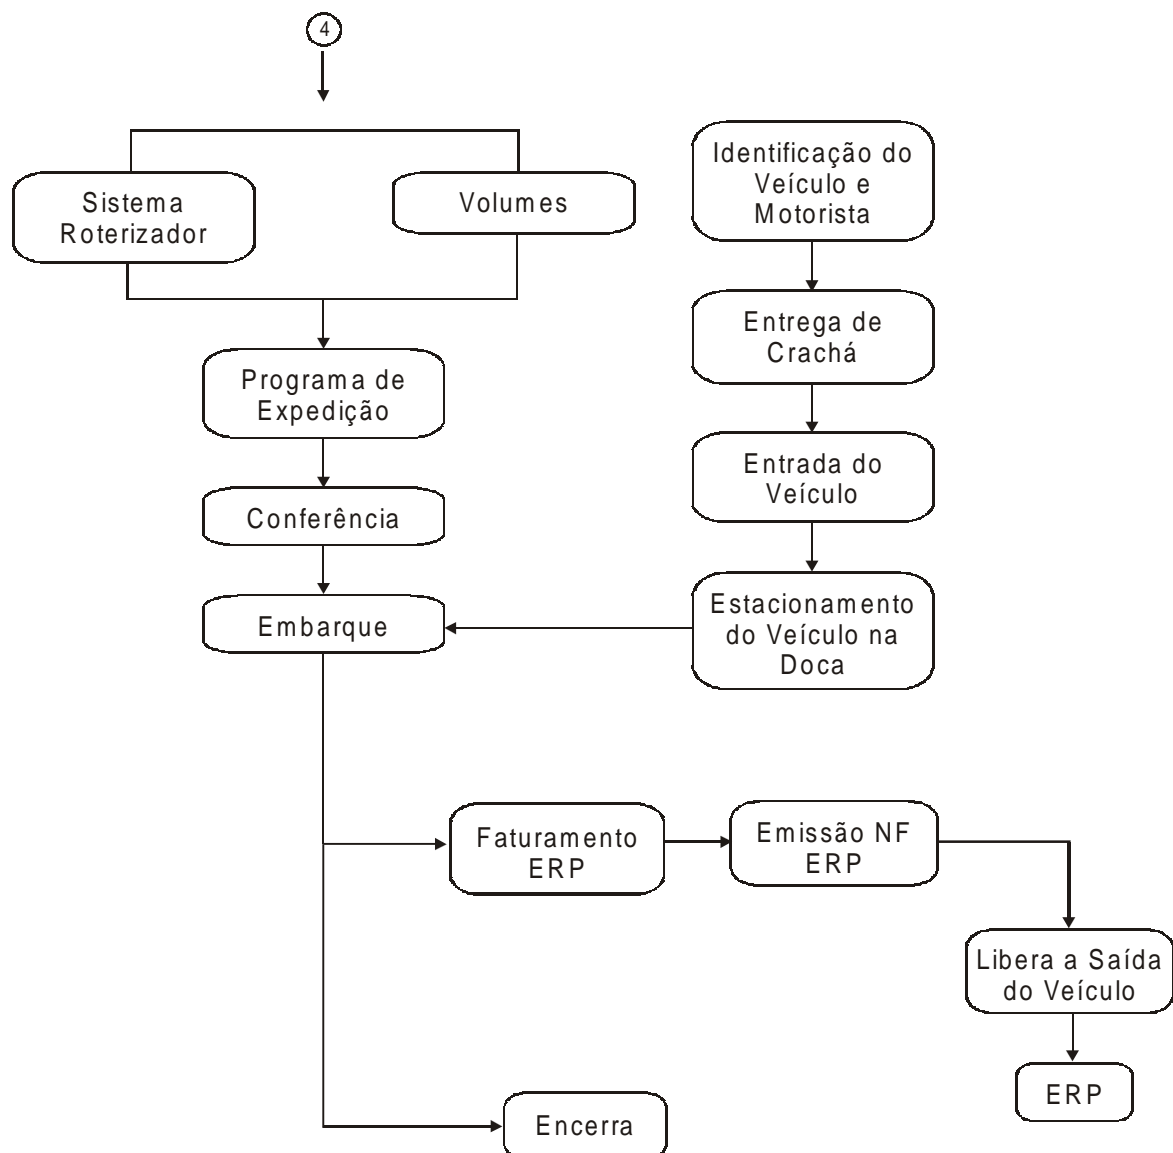 4
Sistema
Roterizador
Volumes
Identificação do
Veículo e
Motorista
Entrega de
Crachá
Programa de
Expedição
Entrada do
Veículo
Conferência
Embarque
Estacionamento
do Veículo na
Doca
Faturamento
ERP
Emissão NF
ERP
Libera a Saída
do Veículo
ERP
Encerra